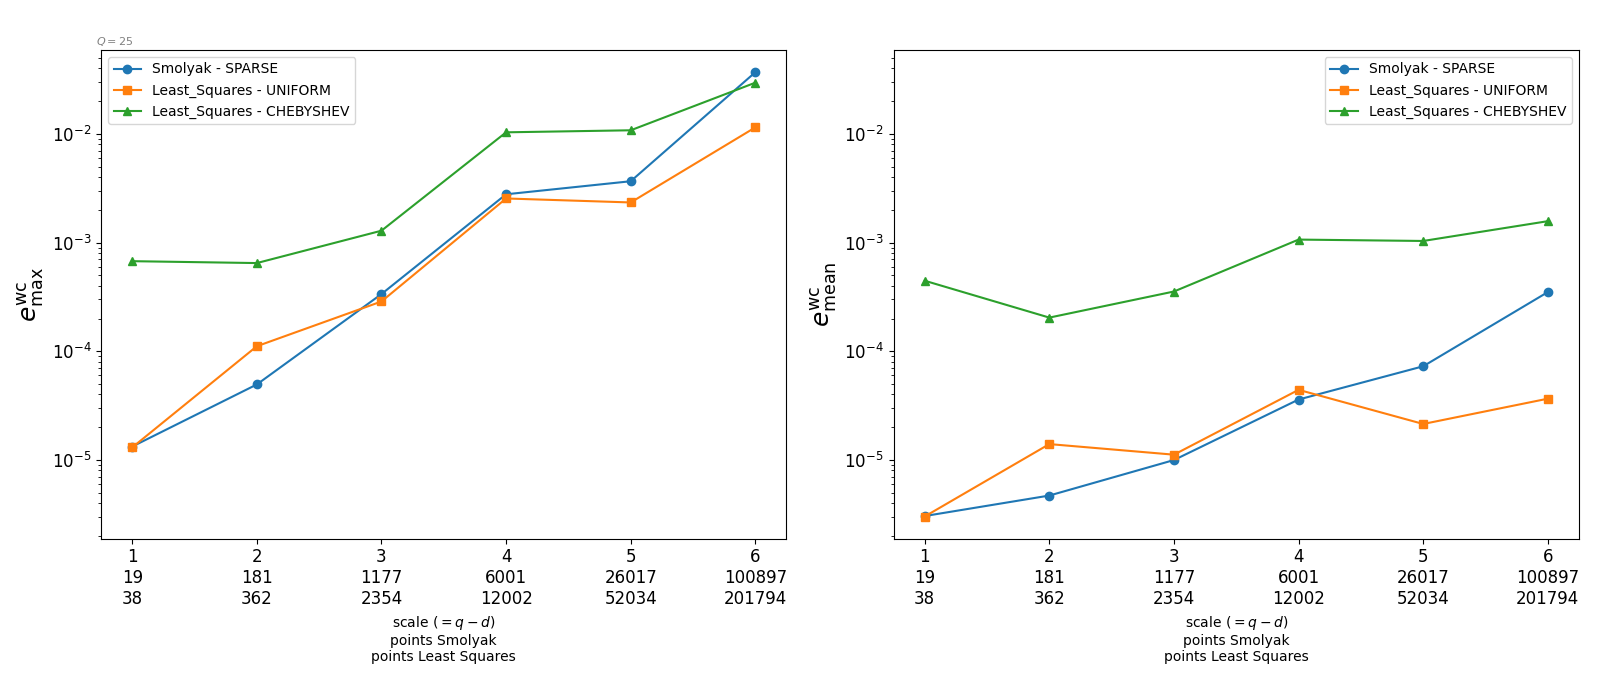 Q = 25
Smolyak - SPARSE
Least_Squares - UNIFORM
Least_Squares - CHEBYSHEV
10⁻²
10⁻³
10⁻⁴
10⁻⁵
e^wc_max
1 2 3 4 5 6
19 181 1177 6001 26017 100897
38 362 2354 12002 52034 201794
scale (= q − d)
points Smolyak
points Least Squares
Smolyak - SPARSE
Least_Squares - UNIFORM
Least_Squares - CHEBYSHEV
10⁻²
10⁻³
10⁻⁴
10⁻⁵
e^wc_mean
1 2 3 4 5 6
19 181 1177 6001 26017 100897
38 362 2354 12002 52034 201794
scale (= q − d)
points Smolyak
points Least Squares